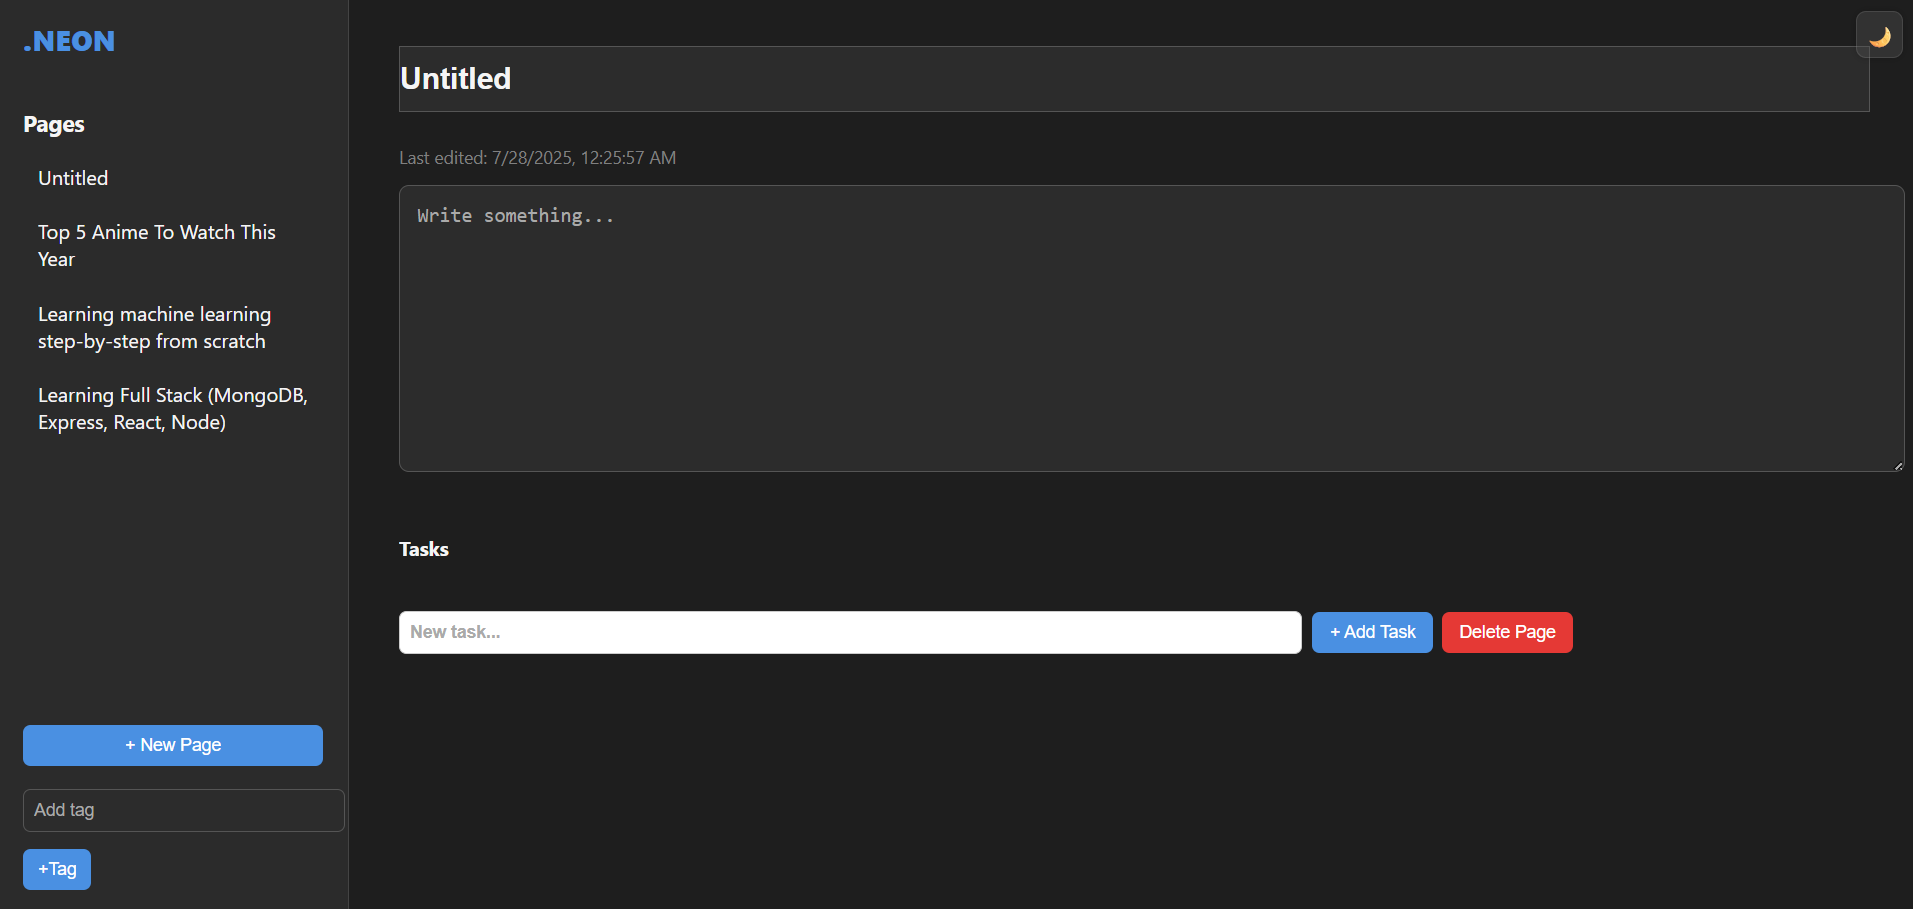 .NEON
Pages
Untitled
Top 5 Anime To Watch This
Year
Learning machine learning
step-by-step from scratch
Learning Full Stack (MongoDB,
Express, React, Node)
+ New Page
Add tag
+Tag
Untitled
Last edited: 7/28/2025, 12:25:57 AM
Write something...
Tasks
New task...
+ Add Task
Delete Page